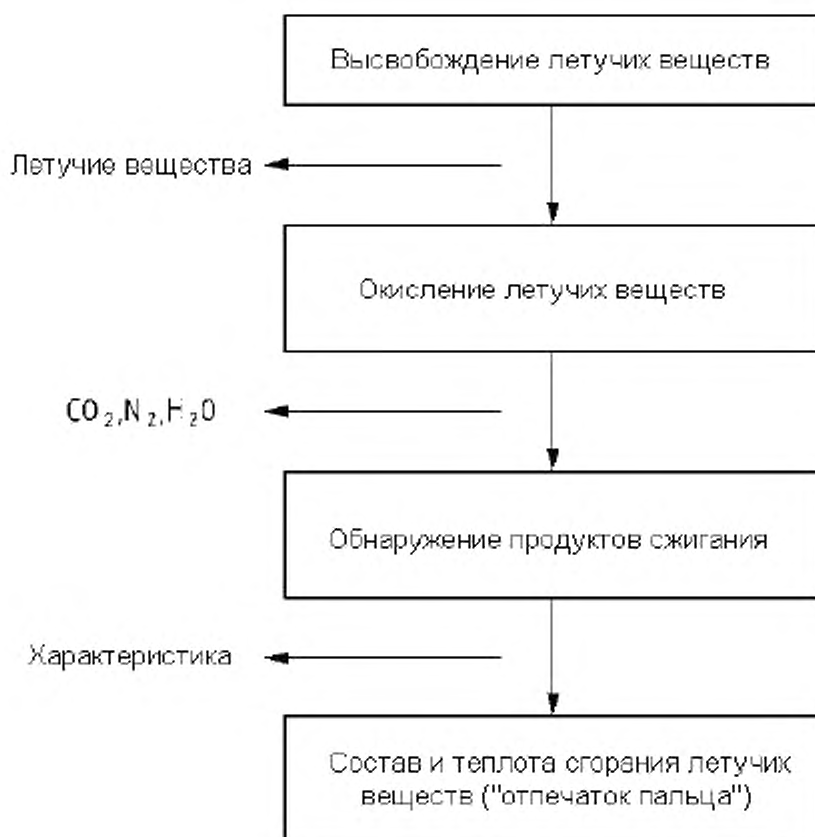 Высвобождение летучих веществ
Летучие вещества
Окисление летучих веществ
CO₂,N₂,H₂O
Обнаружение продуктов сжигания
Характеристика
Состав и теплота сгорания летучих
веществ ("отпечаток пальца")